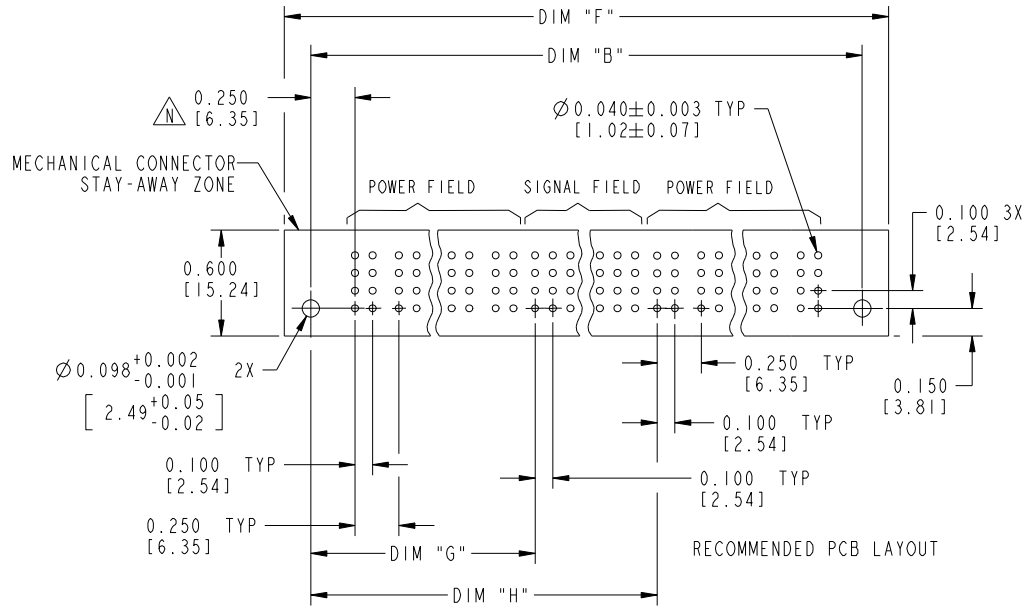 DIM "F"
DIM "B"
N
0.250
[6.35]
Ø0.040±0.003 TYP
[1.02±0.07]
MECHANICAL CONNECTOR
STAY-AWAY ZONE
POWER FIELD
SIGNAL FIELD
POWER FIELD
0.100 3X
[2.54]
0.600
[15.24]
Ø0.098+0.002
-0.001
2X
[2.49+0.05
-0.02]
0.250 TYP
[6.35]
0.150
[3.81]
0.100 TYP
[2.54]
0.100 TYP
[2.54]
0.100 TYP
[2.54]
0.250 TYP
[6.35]
DIM "G"
RECOMMENDED PCB LAYOUT
DIM "H"